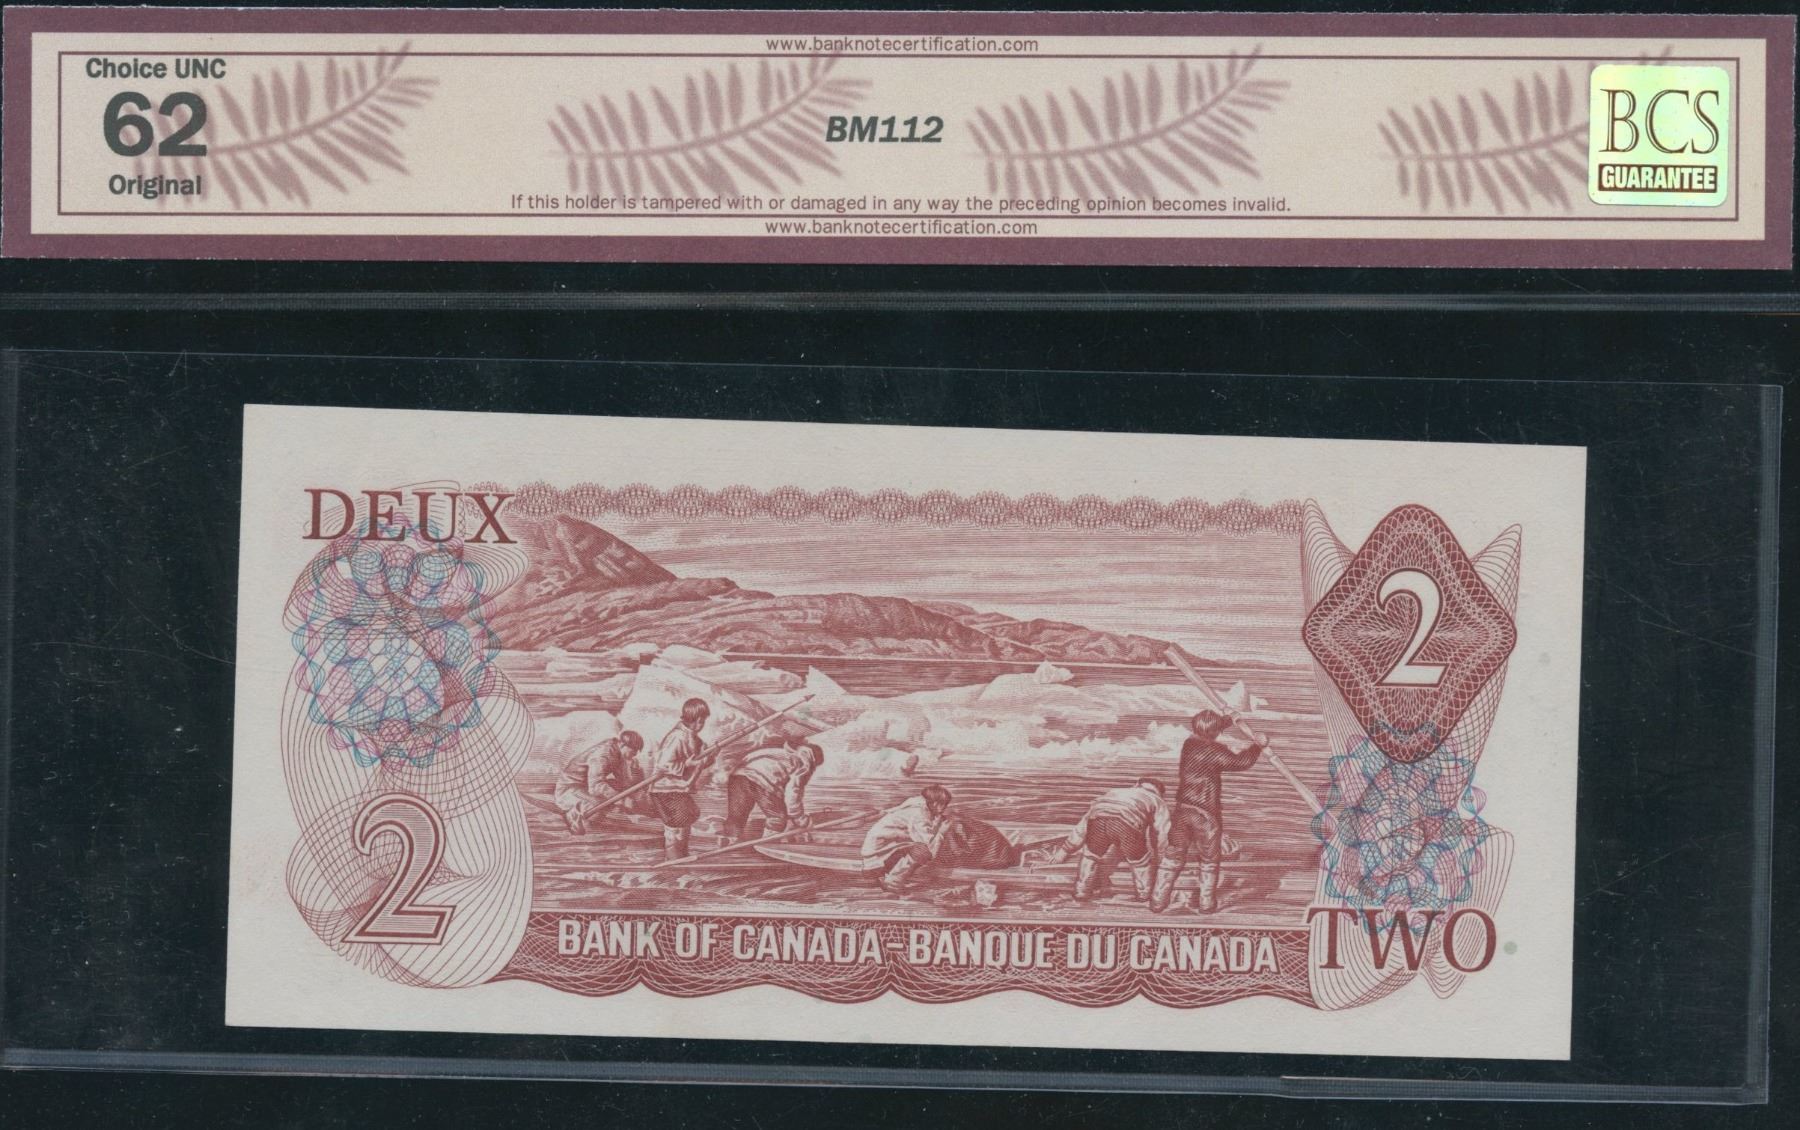 www.banknotecertification.com
Choice UNC
62
Original
BM112
BCS
GUARANTEE
If this holder is tampered with or damaged in any way the preceding opinion becomes invalid.
www.banknotecertification.com
DEUX
2
2
BANK OF CANADA–BANQUE DU CANADA
TWO